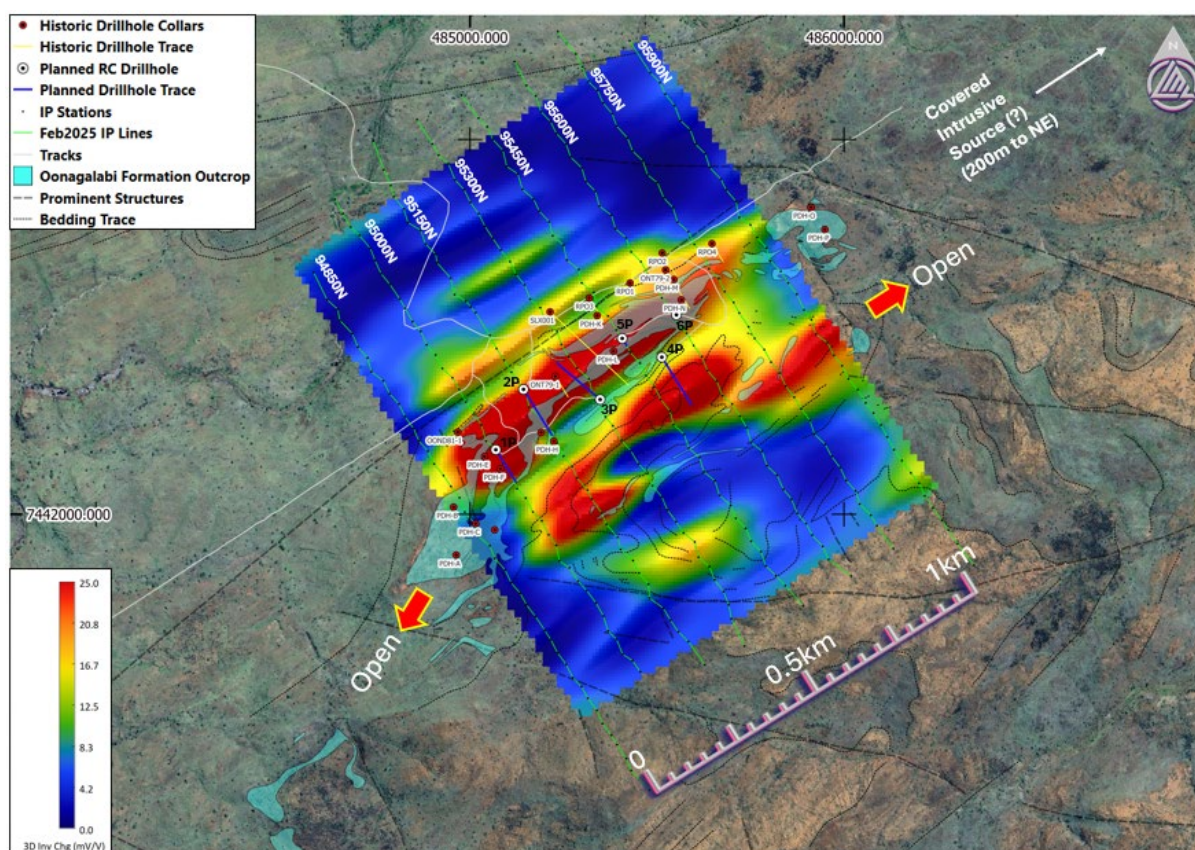 Historic Drillhole Collars
Historic Drillhole Trace
Planned RC Drillhole
Planned Drillhole Trace
IP Stations
Feb2025 IP Lines
Tracks
Oonagalabi Formation Outcrop
Prominent Structures
Bedding Trace
485000.000
486000.000
N
Covered
Intrusive
Source (?)
(200m to NE)
95900N
95750N
95600N
95450N
95300N
95150N
95000N
94850N
PDH-O
PDH-P
Open
RPO4
RPO2
ONT79-2
PDH-M
RPO1
PDH-N
RPO3
SLX001
PDH-K
5P
6P
PDH-L
4P
2P
ONT79-1
3P
OOND81-1
1P
PDH-H
PDH-E
PDH-F
7442000.000
PDH-B
PDH-C
PDH-A
Open
1km
0.5km
0
25.0
20.8
16.7
12.5
8.3
4.2
0.0
3D Inv Chg (mV/V)